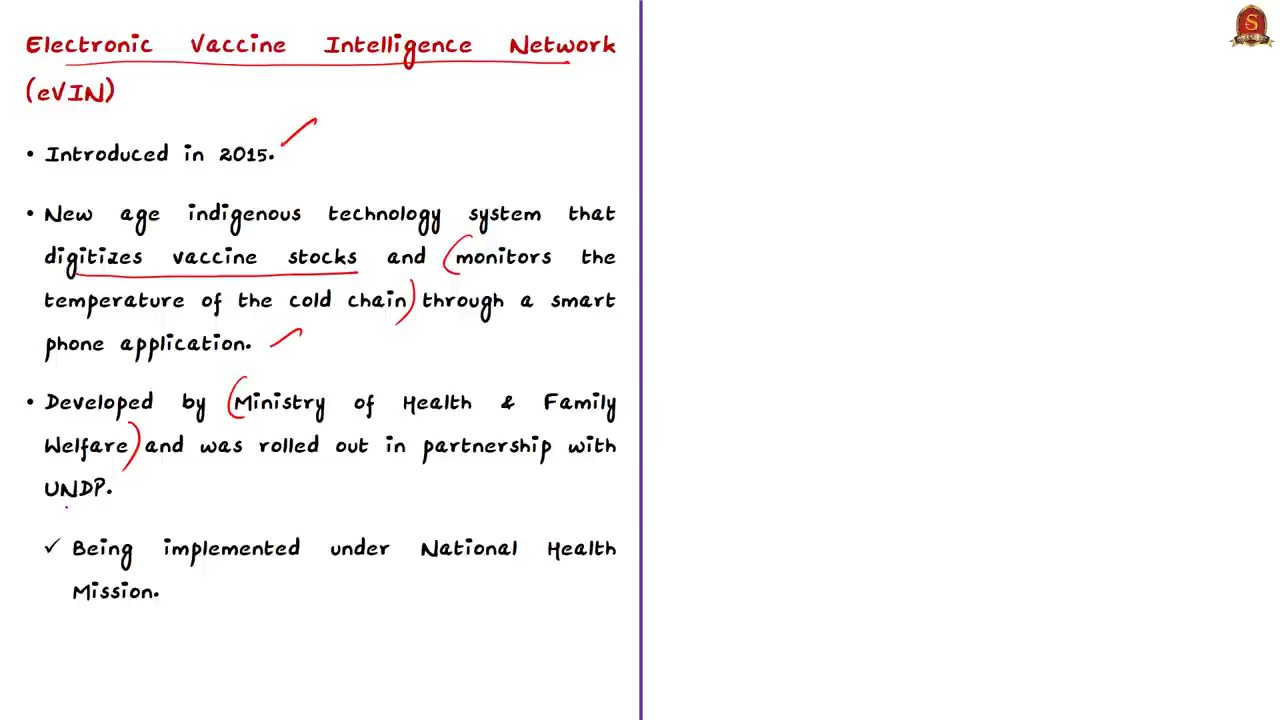 Electronic Vaccine Intelligence Network
(eVIN)
• Introduced in 2015.
• New age indigenous technology system that
digitizes vaccine stocks and (monitors the
temperature of the cold chain) through a smart
phone application.
• Developed by (Ministry of Health & Family
Welfare) and was rolled out in partnership with
UNDP.
✓ Being implemented under National Health
Mission.
S